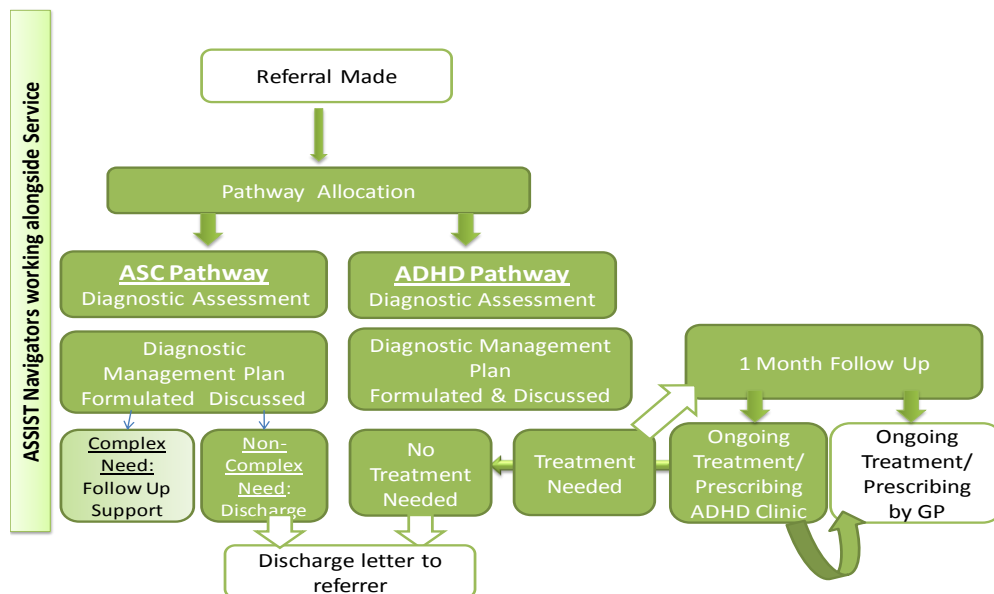 ASSIST Navigators working alongside Service
Referral Made
Pathway Allocation
ASC Pathway
Diagnostic Assessment
ADHD Pathway
Diagnostic Assessment
Diagnostic
Management Plan
Formulated Discussed
Diagnostic Management
Plan
Formulated & Discussed
1 Month Follow Up
Complex
Need:
Follow Up
Support
Non-
Complex
Need:
Discharge
No
Treatment
Needed
Treatment
Needed
Ongoing
Treatment/
Prescribing
ADHD Clinic
Ongoing
Treatment/
Prescribing
by GP
Discharge letter to
referrer